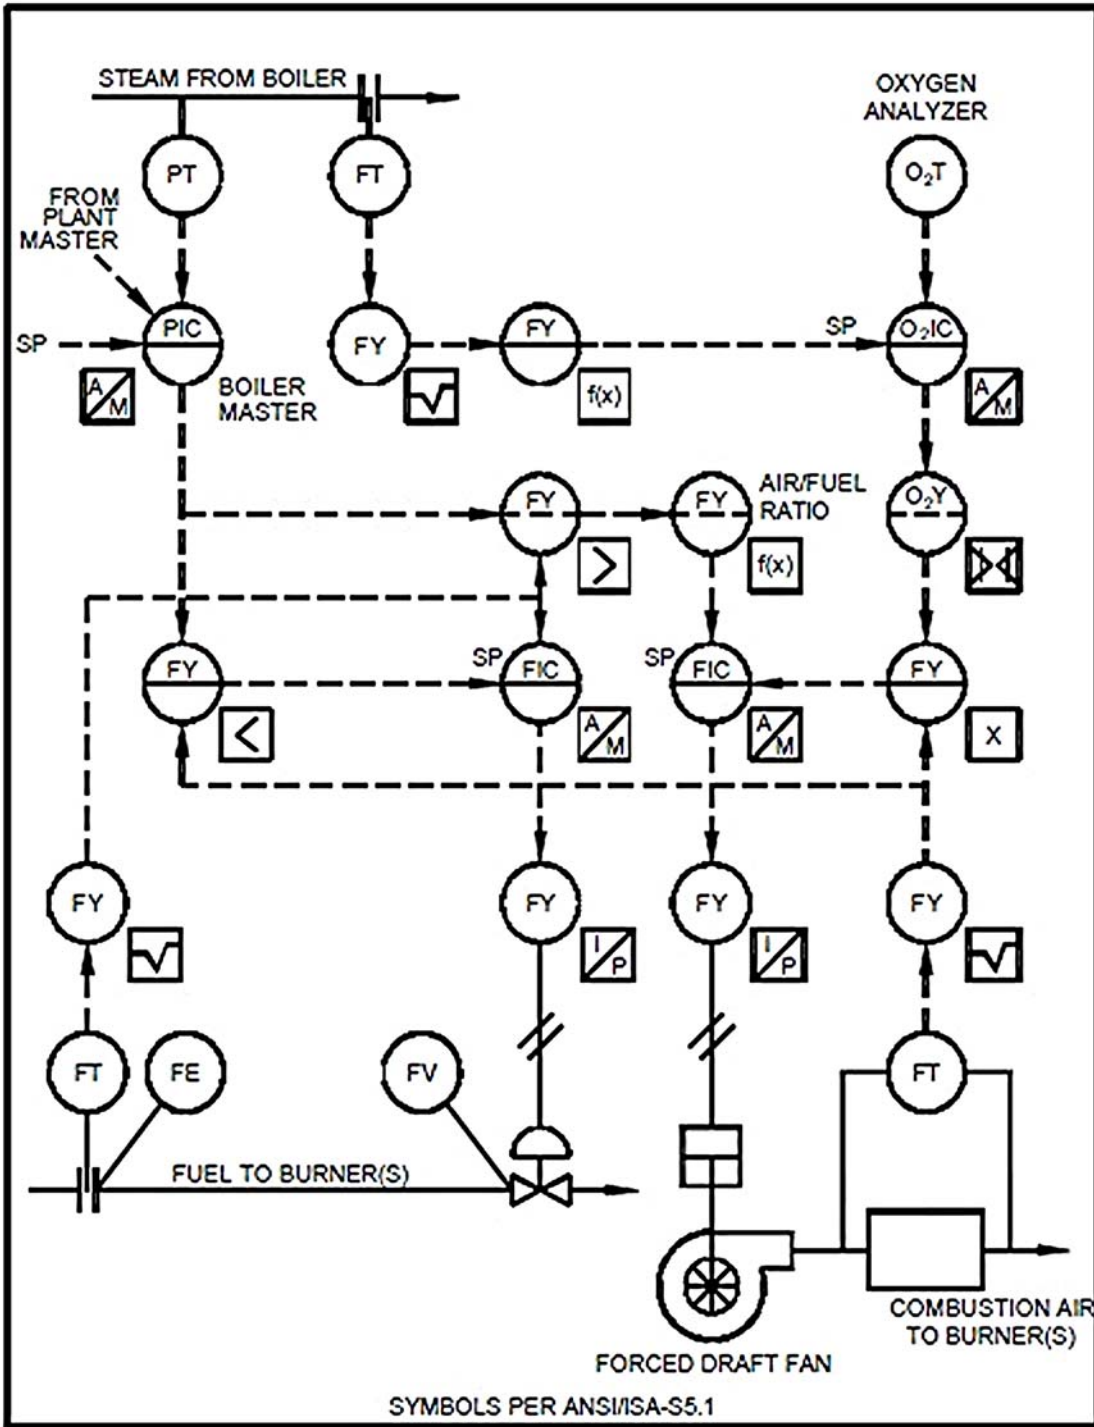 STEAM FROM BOILER
OXYGEN
ANALYZER
PT
FT
O₂T
FROM
PLANT
MASTER
SP
PIC
A/M
BOILER
MASTER
FY
√
FY
f(x)
SP
O₂IC
A/M
FY
>
FY
AIR/FUEL
RATIO
f(x)
O₂Y
FY
<
SP
FIC
A/M
SP
FIC
A/M
FY
X
FY
√
FY
I/P
FY
I/P
FY
√
FT
FE
FV
FT
FUEL TO BURNER(S)
COMBUSTION AIR
TO BURNER(S)
FORCED DRAFT FAN
SYMBOLS PER ANSI/ISA-S5.1